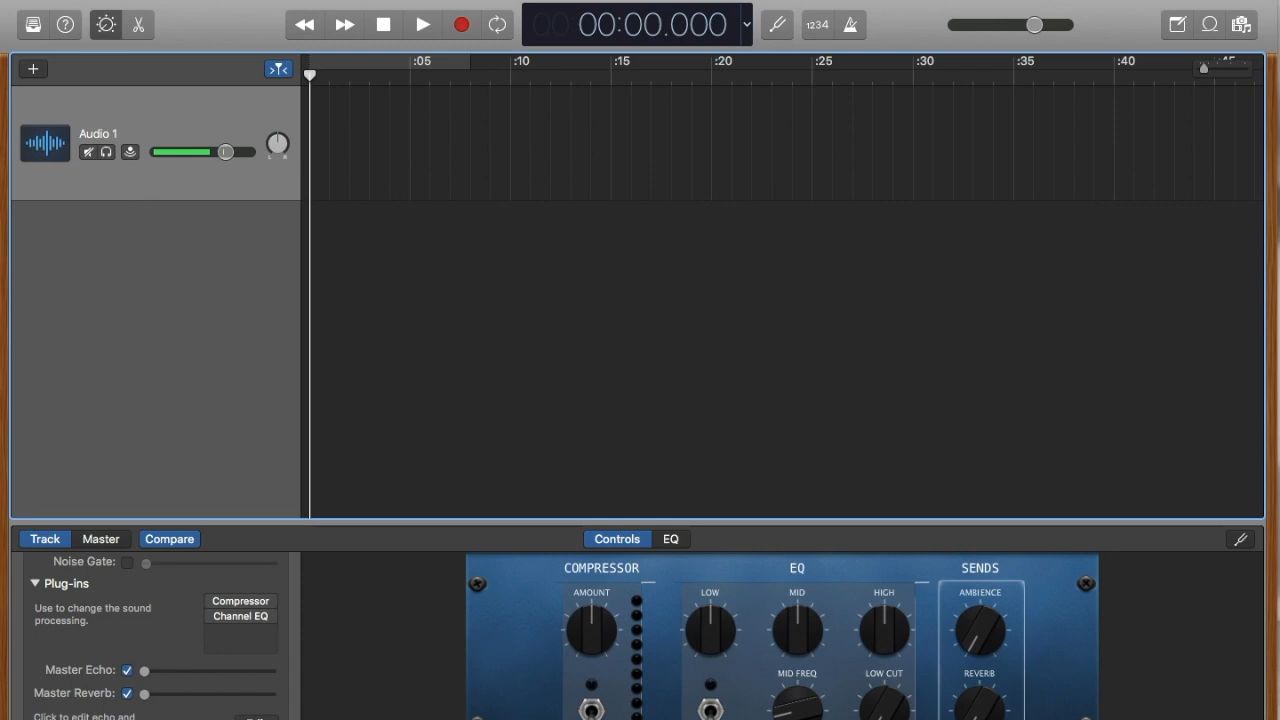 1234
00:00.000
:05
:10
:15
:20
:25
:30
:35
:40
Audio 1
L R
Track
Master
Compare
Controls
EQ
Noise Gate:
Plug-ins
Use to change the sound
processing.
Compressor
Channel EQ
Master Echo:
Master Reverb:
Click to edit echo and
COMPRESSOR
EQ
SENDS
AMOUNT
LOW
MID
HIGH
AMBIENCE
MID FREQ
LOW CUT
REVERB